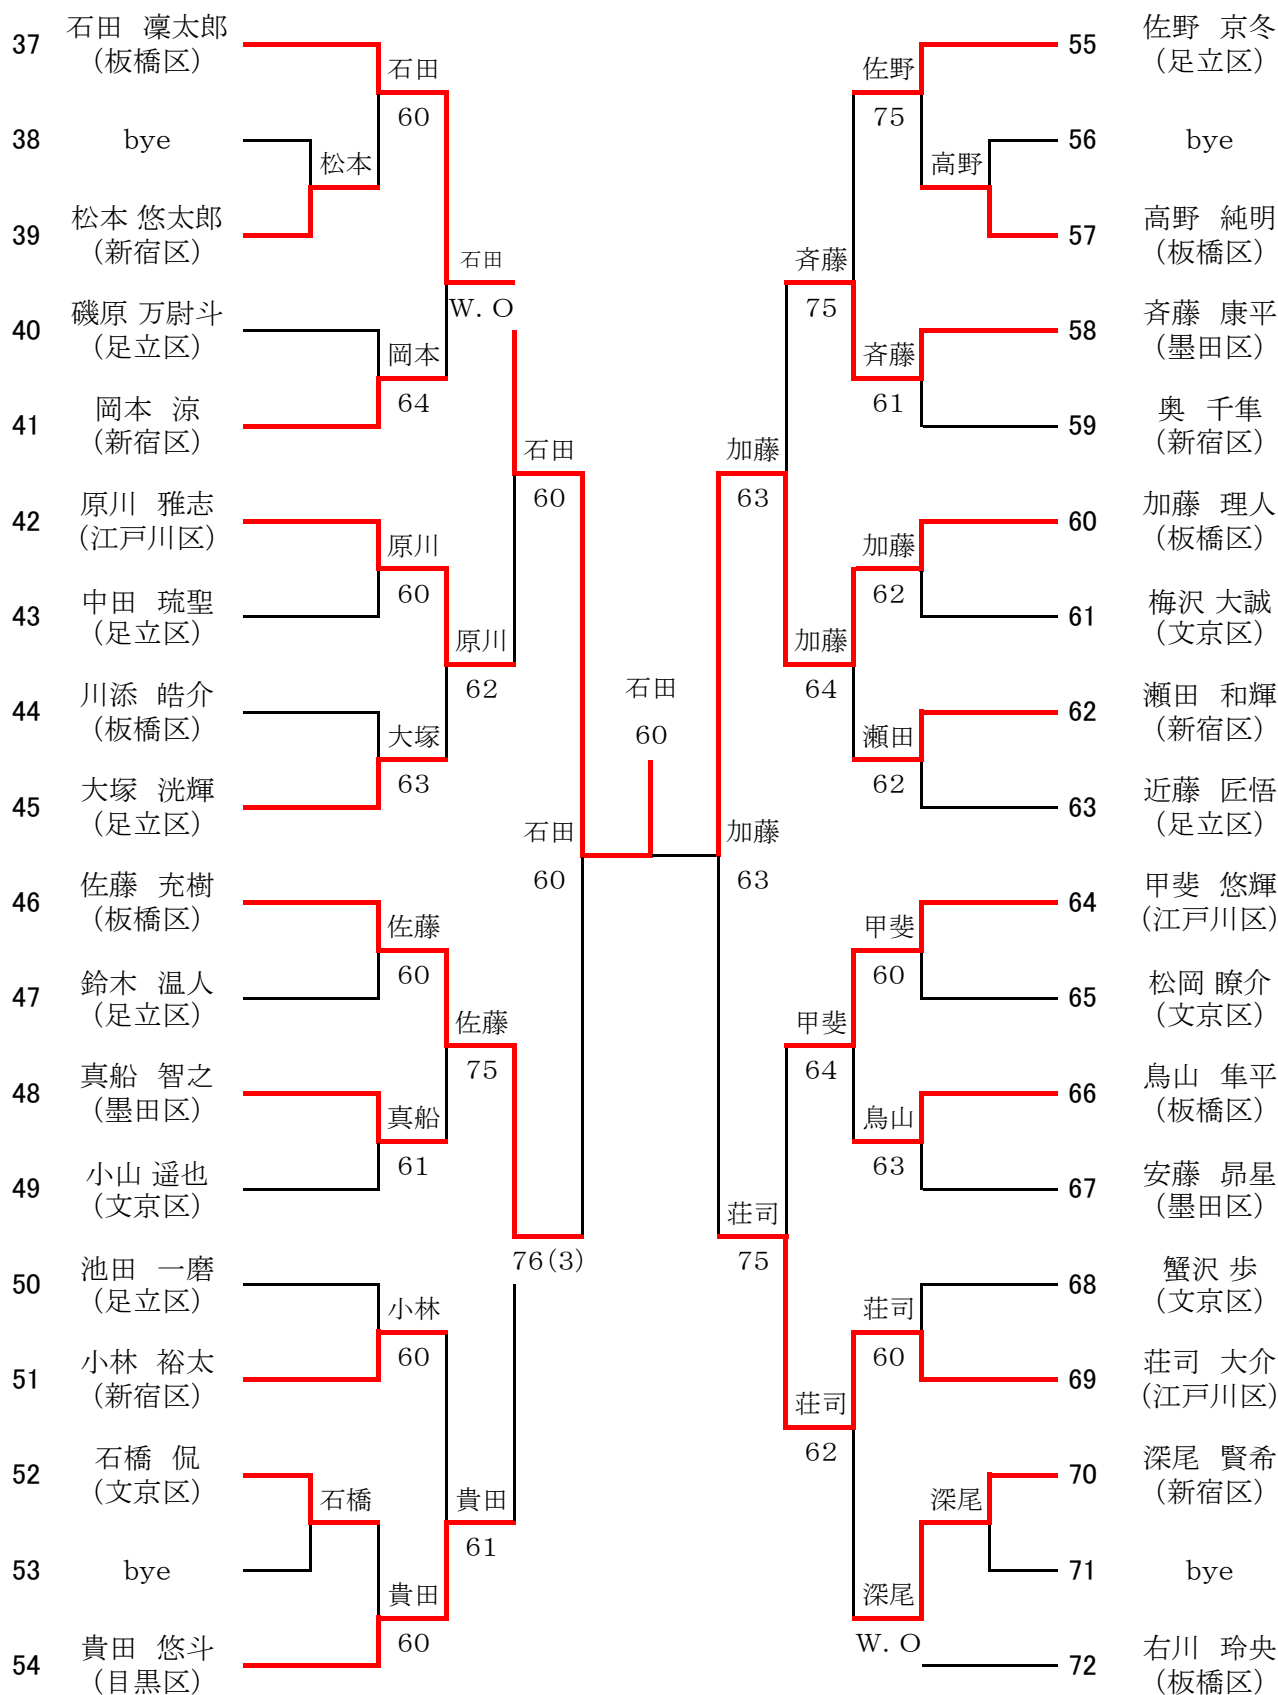 37 石田 凜太郎
(板橋区)
38 bye
39 松本 悠太郎
(新宿区)
40 磯原 万尉斗
(足立区)
41 岡本 涼
(新宿区)
42 原川 雅志
(江戸川区)
43 中田 琉聖
(足立区)
44 川添 皓介
(板橋区)
45 大塚 洸輝
(足立区)
46 佐藤 充樹
(板橋区)
47 鈴木 温人
(足立区)
48 真船 智之
(墨田区)
49 小山 遥也
(文京区)
50 池田 一磨
(足立区)
51 小林 裕太
(新宿区)
52 石橋 侃
(文京区)
53 bye
54 貴田 悠斗
(目黒区)
松本
石橋
石田
60
岡本
64
原川
60
大塚
63
佐藤
60
真船
61
小林
60
貴田
60
石田
W.O
原川
62
佐藤
75
貴田
61
石田
60
76(3)
石田
60
石田
60
加藤
63
加藤
63
荘司
75
斉藤
75
加藤
64
甲斐
64
荘司
62
佐野
75
斉藤
61
加藤
62
瀬田
62
甲斐
60
鳥山
63
荘司
60
深尾
W.O
高野
深尾
55 佐野 京冬
(足立区)
56 bye
57 高野 純明
(板橋区)
58 斉藤 康平
(墨田区)
59 奥 千隼
(新宿区)
60 加藤 理人
(板橋区)
61 梅沢 大誠
(文京区)
62 瀬田 和輝
(新宿区)
63 近藤 匠悟
(足立区)
64 甲斐 悠輝
(江戸川区)
65 松岡 瞭介
(文京区)
66 鳥山 隼平
(板橋区)
67 安藤 昴星
(墨田区)
68 蟹沢 歩
(文京区)
69 荘司 大介
(江戸川区)
70 深尾 賢希
(新宿区)
71 bye
72 右川 玲央
(板橋区)